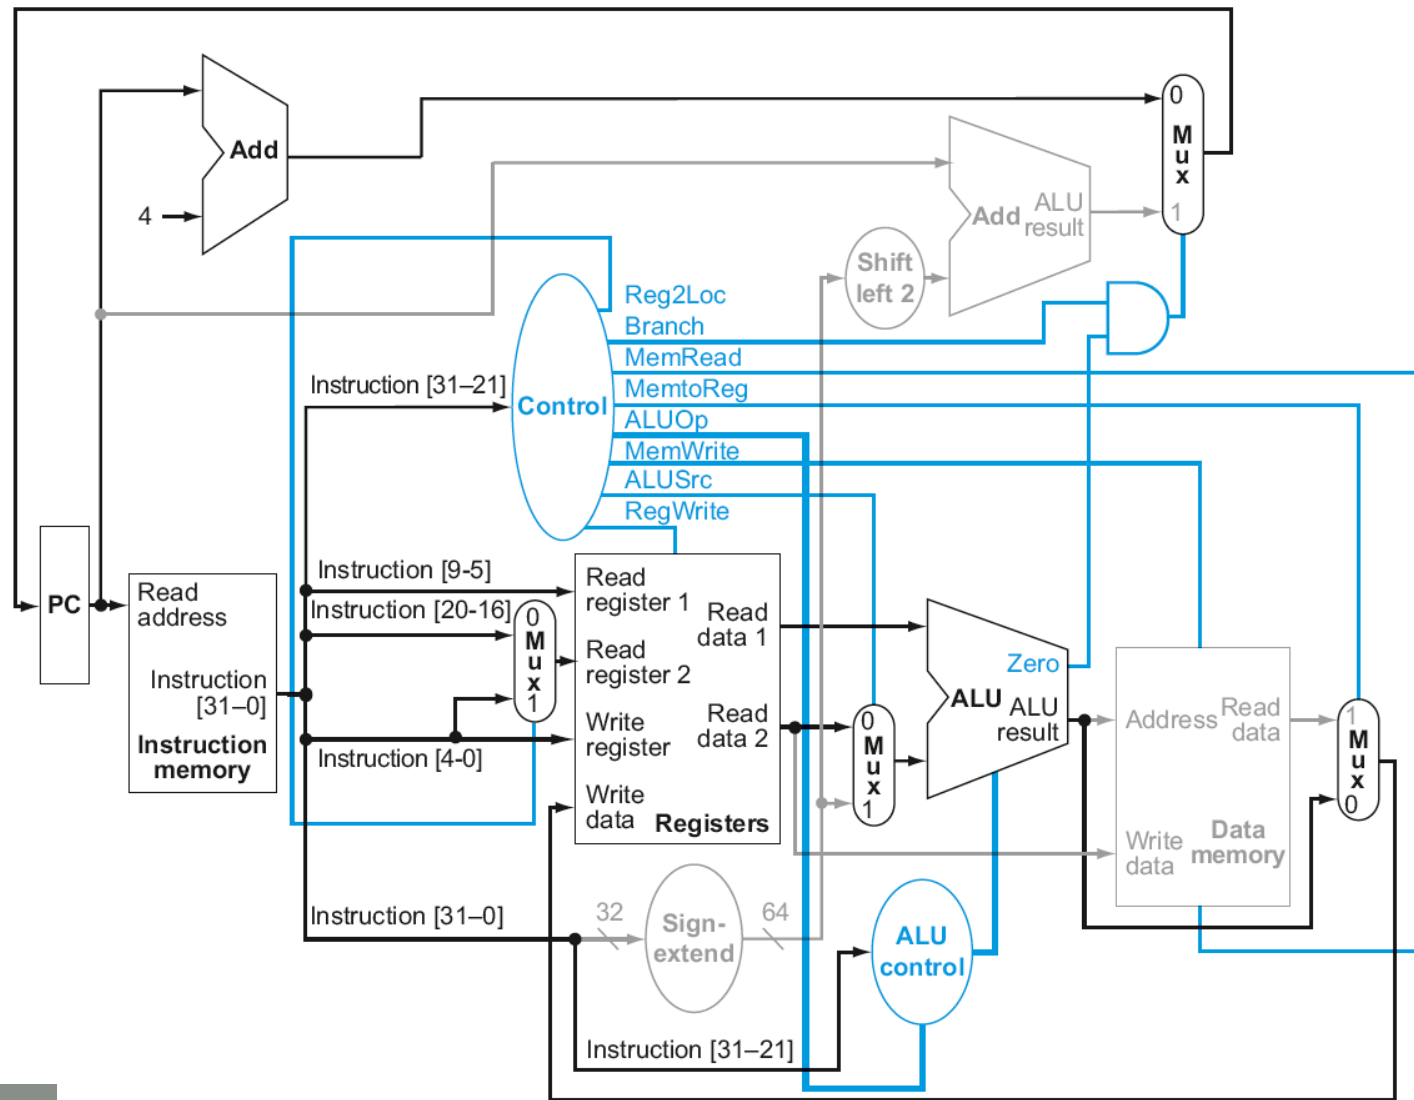 0
M
u
x
1
Add
4
Add
ALU
result
Shift
left 2
Reg2Loc
Branch
MemRead
MemtoReg
ALUOp
MemWrite
ALUSrc
RegWrite
Instruction [31–21]
Control
PC
Read
address
Instruction
[31–0]
Instruction
memory
Instruction [9-5]
Instruction [20-16]
Instruction [4-0]
0
M
u
x
1
Read
register 1
Read
register 2
Write
register
Write
data
Read
data 1
Read
data 2
Registers
0
M
u
x
1
Zero
ALU
ALU
result
Address
Read
data
Write
data
Data
memory
1
M
u
x
0
Instruction [31–0]
32
Sign-
extend
64
ALU
control
Instruction [31–21]